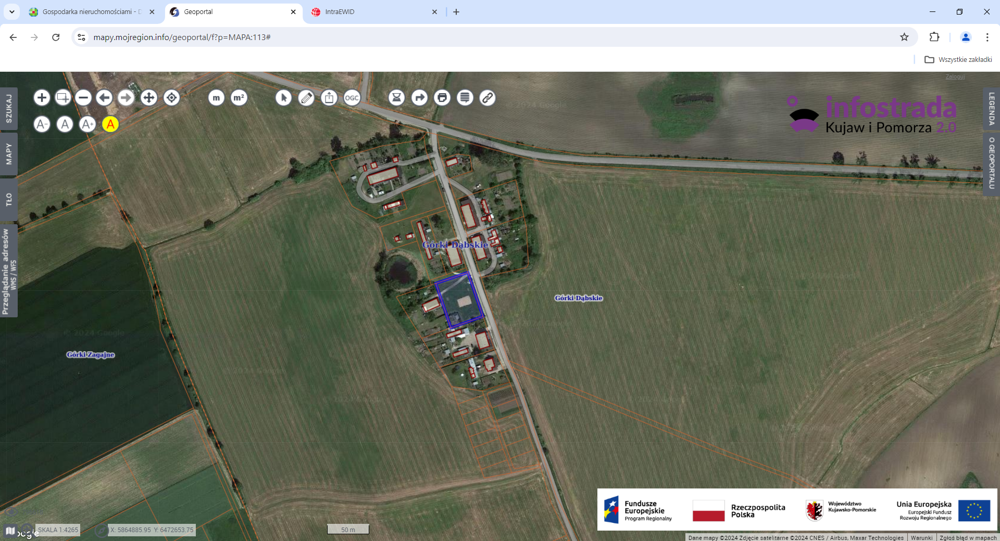 Gospodarka nieruchomościami - D
Geoportal
IntraEWID
mapy.mojregion.info/geoportal/f?p=MAPA:113#
Wszystkie zakładki
Zaloguj
SZUKAJ
MAPY
TŁO
Przeglądanie adresów
WMS / WFS
m
m²
OGC
A-
A
A+
A
infostrada
Kujaw i Pomorza 2.0
LEGENDA
O GEOPORTALU
© 2024 Google
Górki Dąbskie
Górki Dąbskie
© 2024 Google
Górki Zagajne
Fundusze
Europejskie
Program Regionalny
Rzeczpospolita
Polska
Województwo
Kujawsko-Pomorskie
Unia Europejska
Europejski Fundusz
Rozwoju Regionalnego
SKALA 1:4265
X: 5864885.95 Y: 6472653.75
50 m
Dane mapy ©2024 Zdjęcie satelitarne ©2024 CNES / Airbus, Maxar Technologies
Warunki
Zgłoś błąd w mapach